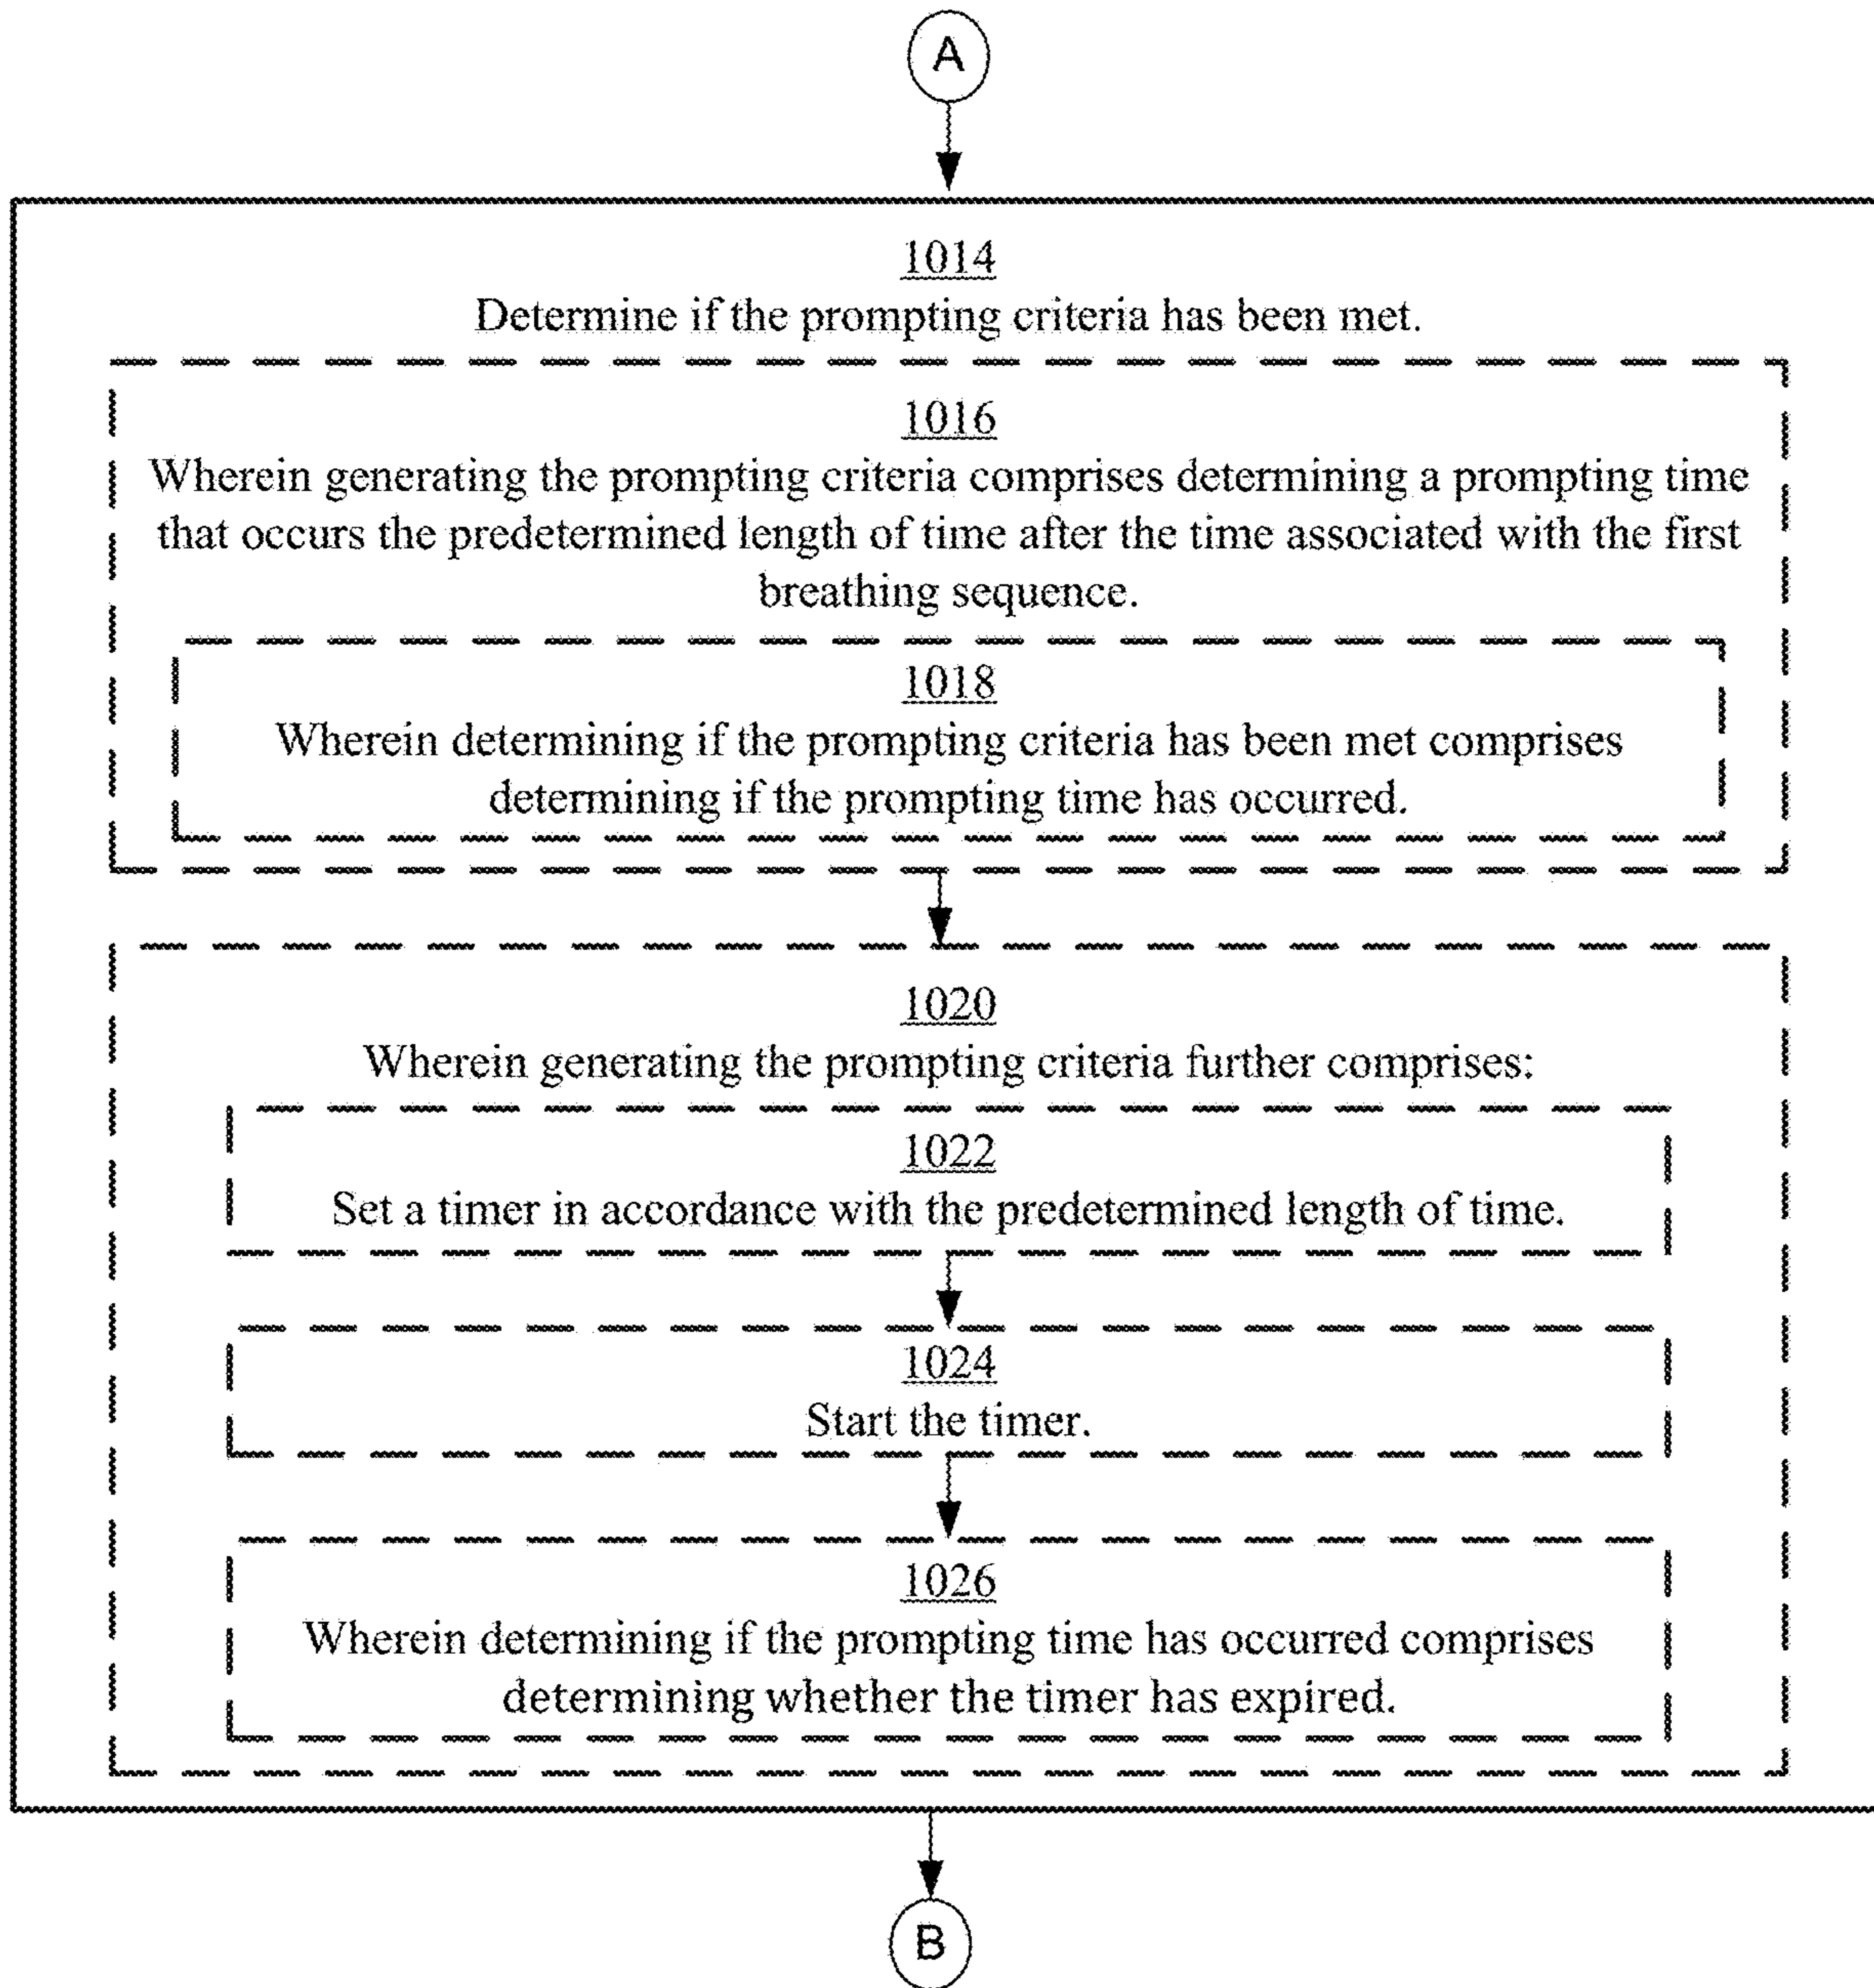 A
1014
Determine if the prompting criteria has been met.
1016
Wherein generating the prompting criteria comprises determining a prompting time
that occurs the predetermined length of time after the time associated with the first
breathing sequence.
1018
Wherein determining if the prompting criteria has been met comprises
determining if the prompting time has occurred.
1020
Wherein generating the prompting criteria further comprises:
1022
Set a timer in accordance with the predetermined length of time.
1024
Start the timer.
1026
Wherein determining if the prompting time has occurred comprises
determining whether the timer has expired.
B